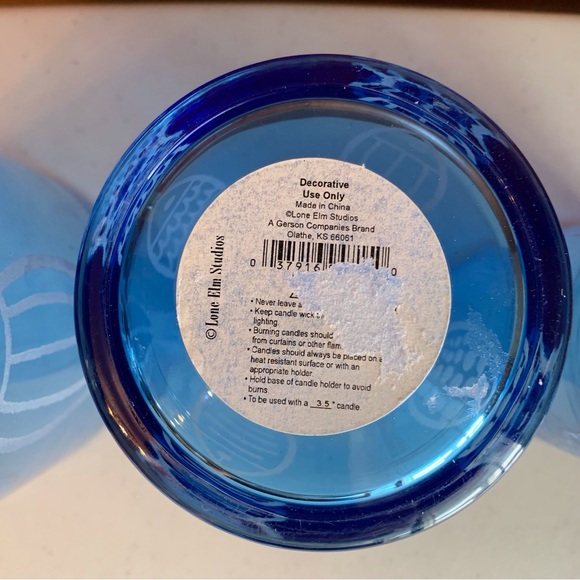 Decorative
Use Only
Made in China
©Lone Elm Studios
A Gerson Companies Brand
Olathe, KS 66061
0 37916 0
© Lone Elm Studios
• Never leave a
• Keep candle wick
lighting.
• Burning candles should
from curtains or other flam
• Candles should always be placed on a
heat resistant surface or with an
appropriate holder
• Hold base of candle holder to avoid
burns
• To be used with a 3.5" candle